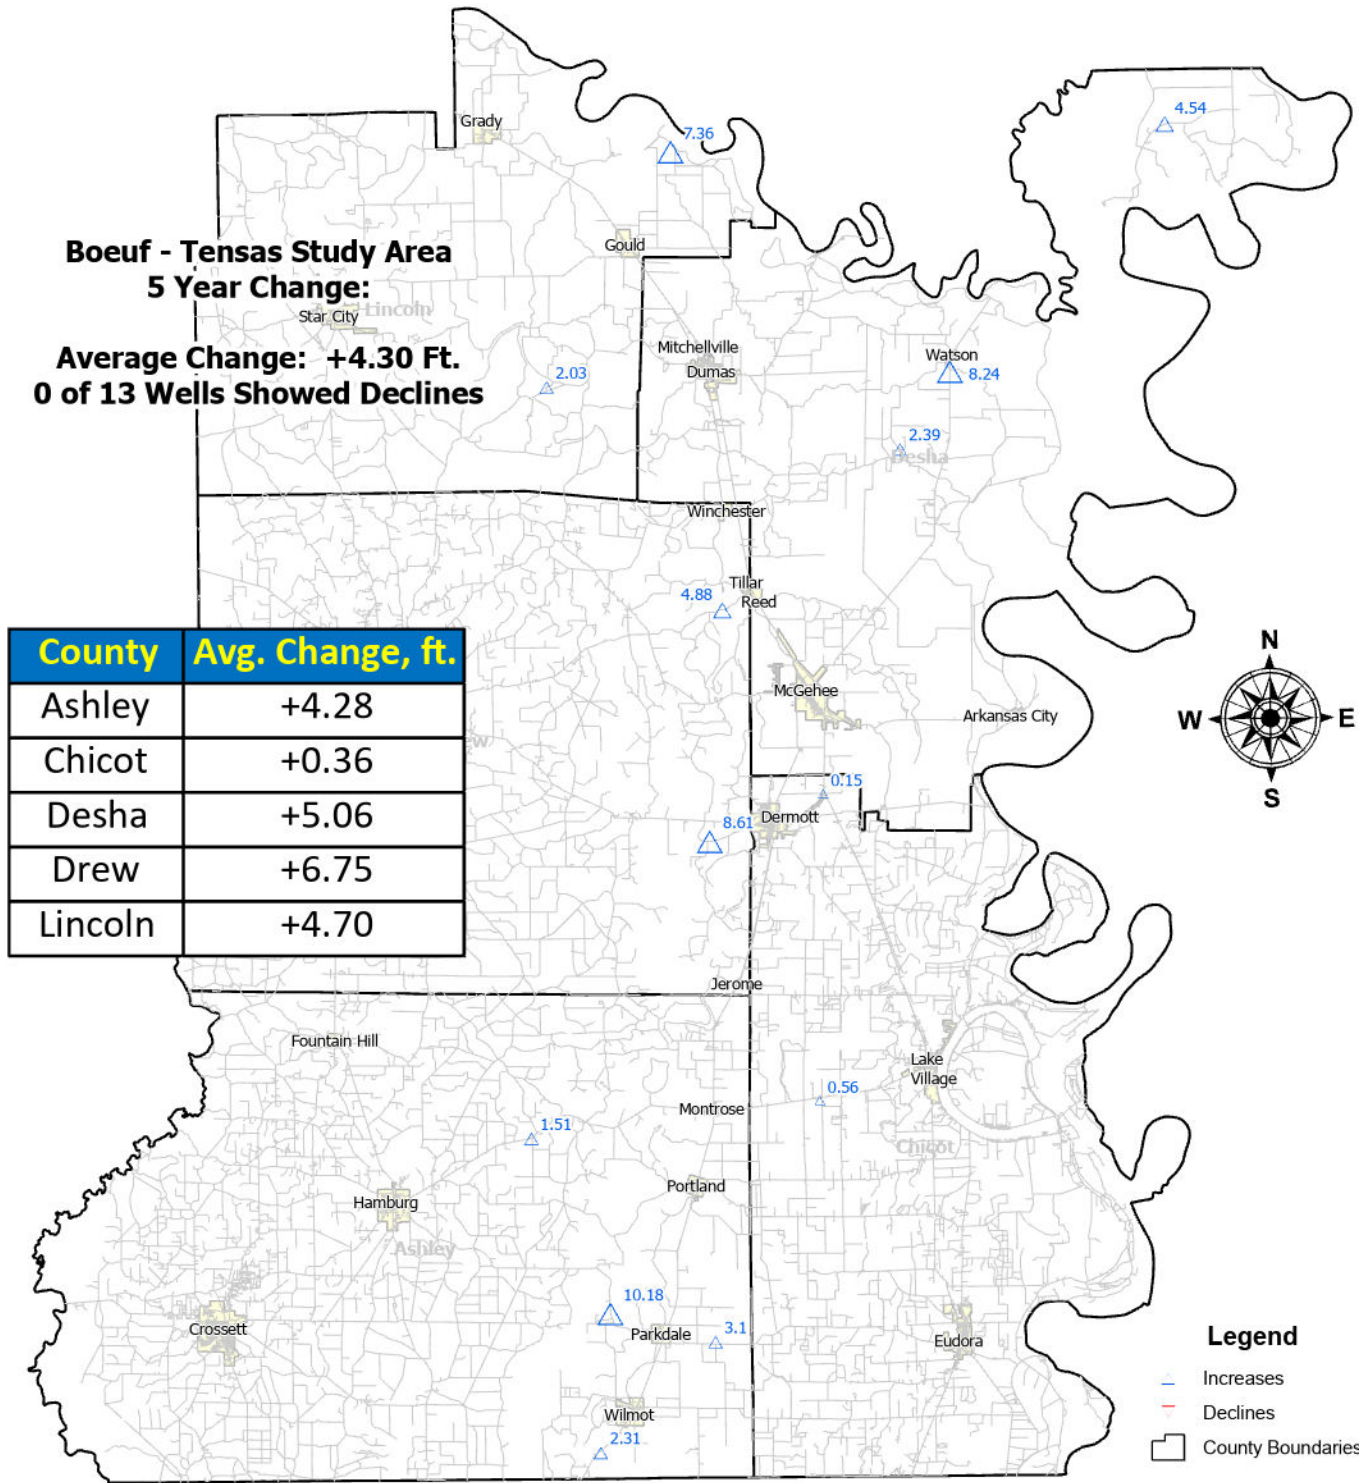 Grady
7.36
4.54
Gould
Boeuf - Tensas Study Area
5 Year Change:
Lincoln
Star City
Average Change: +4.30 Ft.
0 of 13 Wells Showed Declines
Mitchellville
Dumas
Watson
8.24
2.03
2.39
Desha
Winchester
Tillar
Reed
4.88
County Avg. Change, ft.
Ashley +4.28
Chicot +0.36
Desha +5.06
Drew +6.75
Lincoln +4.70
McGehee
Arkansas City
N
W E
S
0.15
Dermott
8.61
Jerome
Fountain Hill
Lake
Village
0.56
Montrose
1.51
Chicot
Portland
Hamburg
Ashley
10.18
Crossett
Parkdale
3.1
Eudora
Wilmot
2.31
Legend
Increases
Declines
County Boundaries